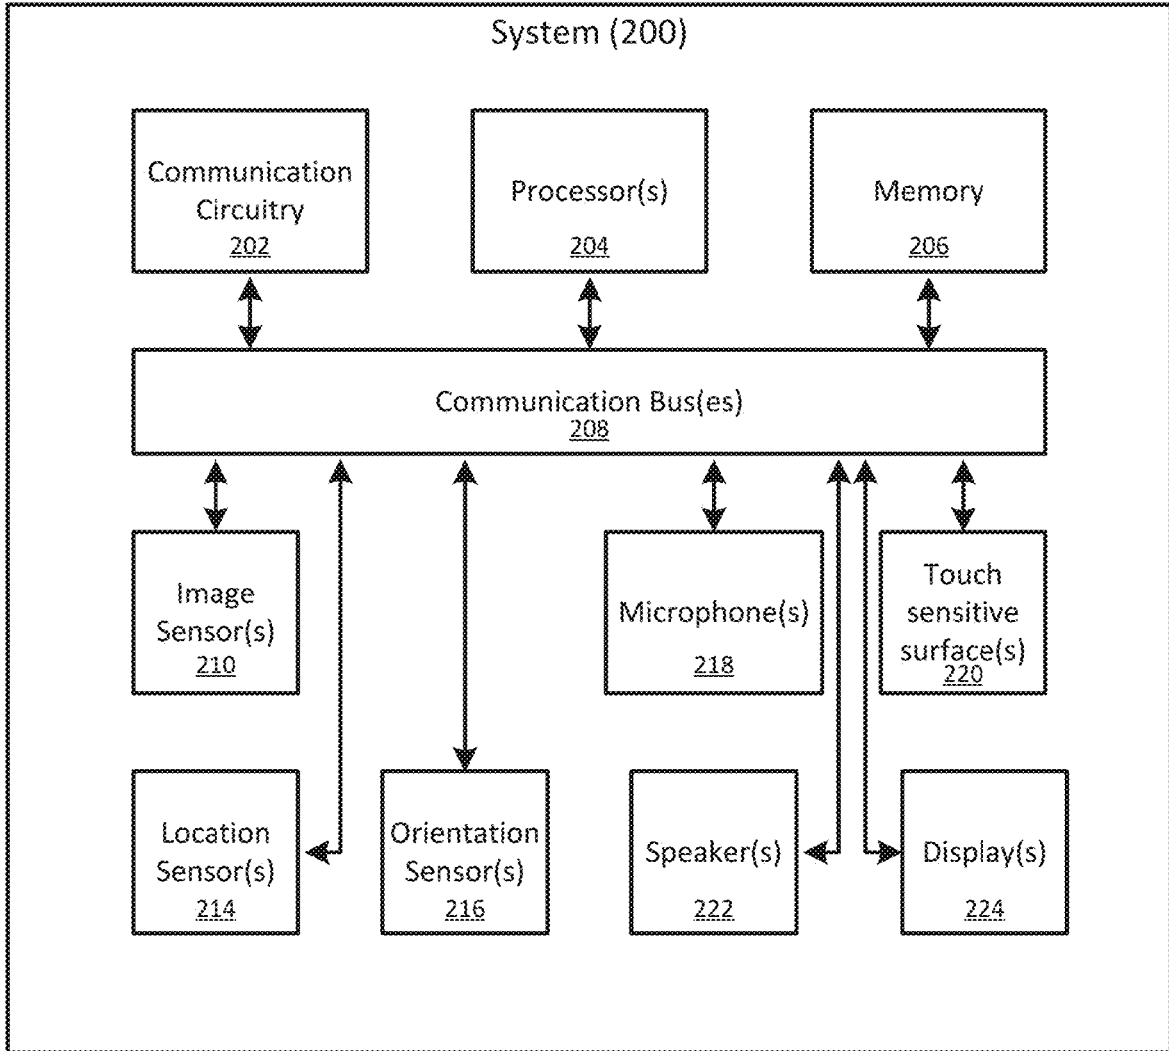 System (200)
Communication
Circuitry
202
Processor(s)
204
Memory
206
Communication Bus(es)
208
Image
Sensor(s)
210
Microphone(s)
218
Touch
sensitive
surface(s)
220
Location
Sensor(s)
214
Orientation
Sensor(s)
216
Speaker(s)
222
Display(s)
224